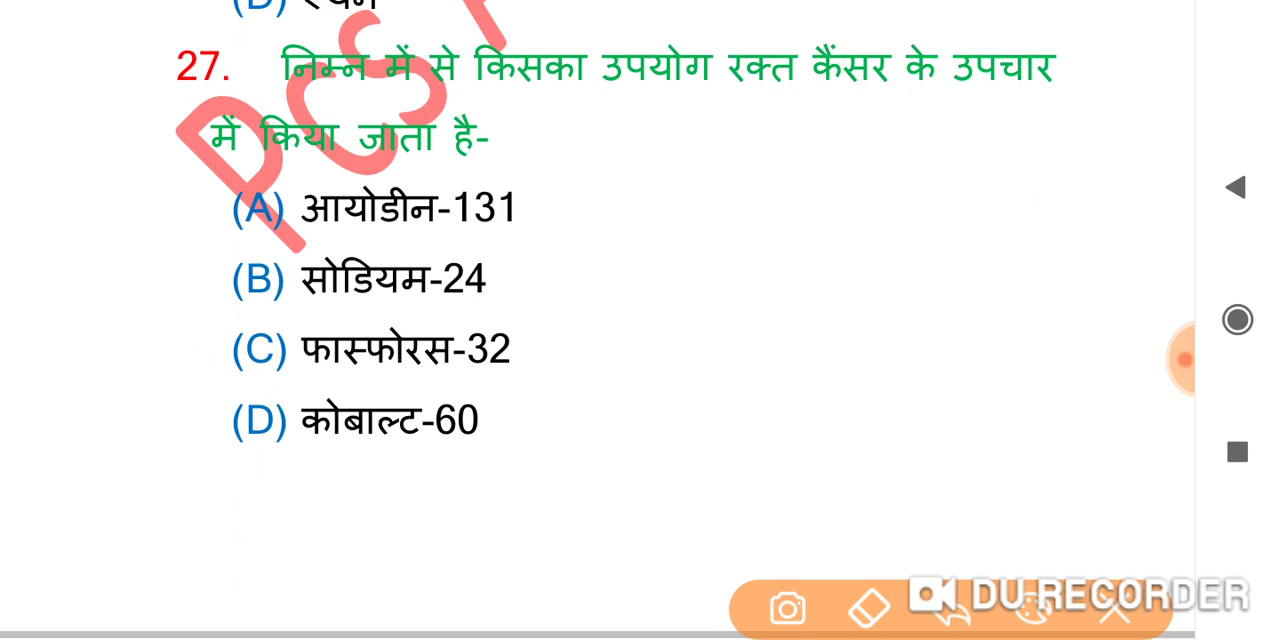 27. निम्न में से किसका उपयोग रक्त कैंसर के उपचार
में किया जाता है-
(A) आयोडीन-131
(B) सोडियम-24
(C) फास्फोरस-32
(D) कोबाल्ट-60
DU RECORDER